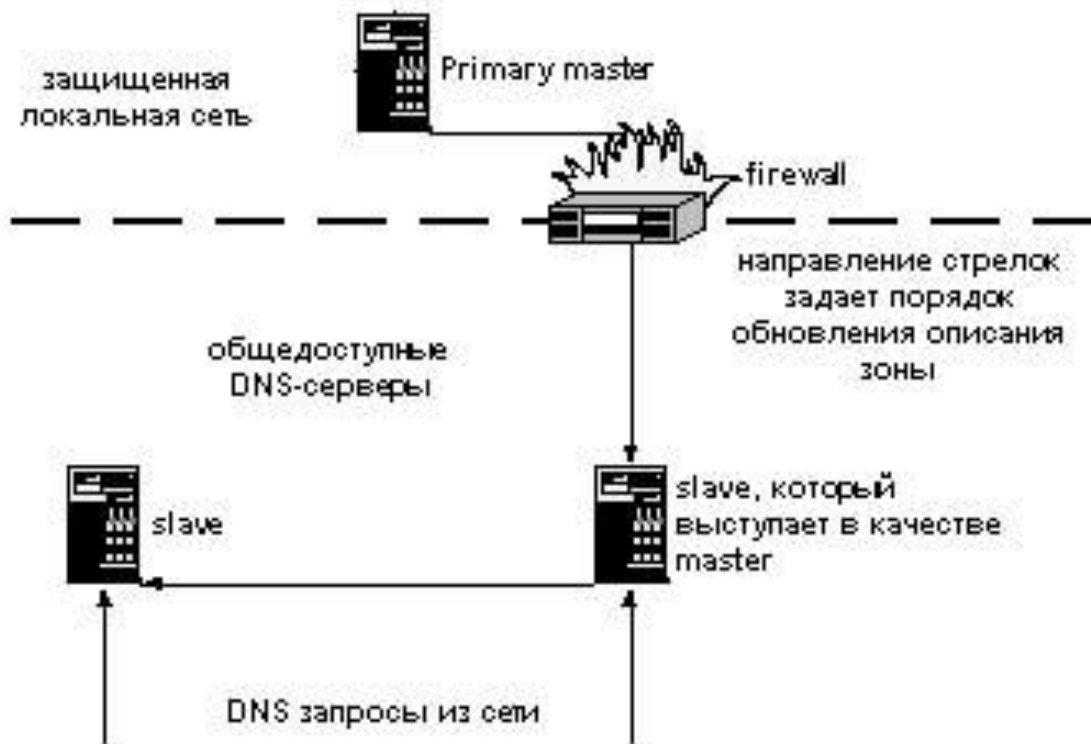 Primary master
защищенная
локальная сеть
firewall
направление стрелок
задает порядок
обновления описания
зоны
общедоступные
DNS-серверы
slave
slave, который
выступает в качестве
master
DNS запросы из сети